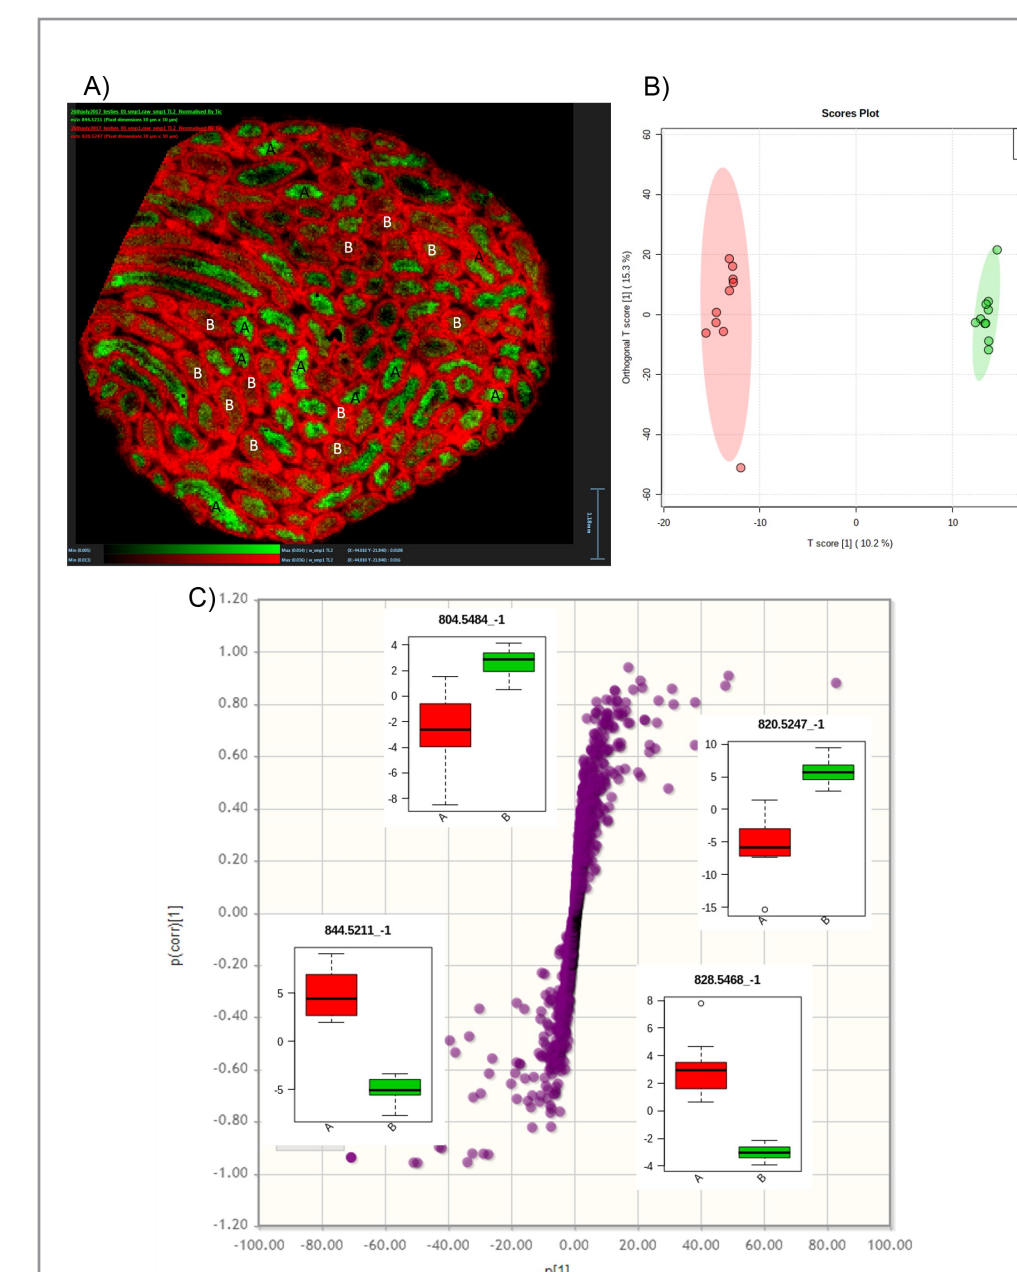 A)
B)
A
A
B
B
B
A
B
A
B
A
B
A
B
A
B
A
A
B
B
B
A
Scores Plot
Orthogonal T score [1] ( 15.3 %)
60
40
20
0
-20
-40
-60
-20
-10
0
10
T score [1] ( 10.2 %)
C)
1.20
1.00
0.80
0.60
0.40
0.20
0.00
-0.20
-0.40
-0.60
-0.80
-1.00
-1.20
p(corr)[1]
804.5484_-1
4
2
0
-2
-4
-6
-8
A
B
820.5247_-1
10
5
0
-5
-10
-15
A
B
844.5211_-1
5
0
-5
A
B
828.5468_-1
8
6
4
2
0
-2
-4
A
B
-100.00
-80.00
-60.00
-40.00
-20.00
0.00
20.00
40.00
60.00
80.00
100.00
p[1]